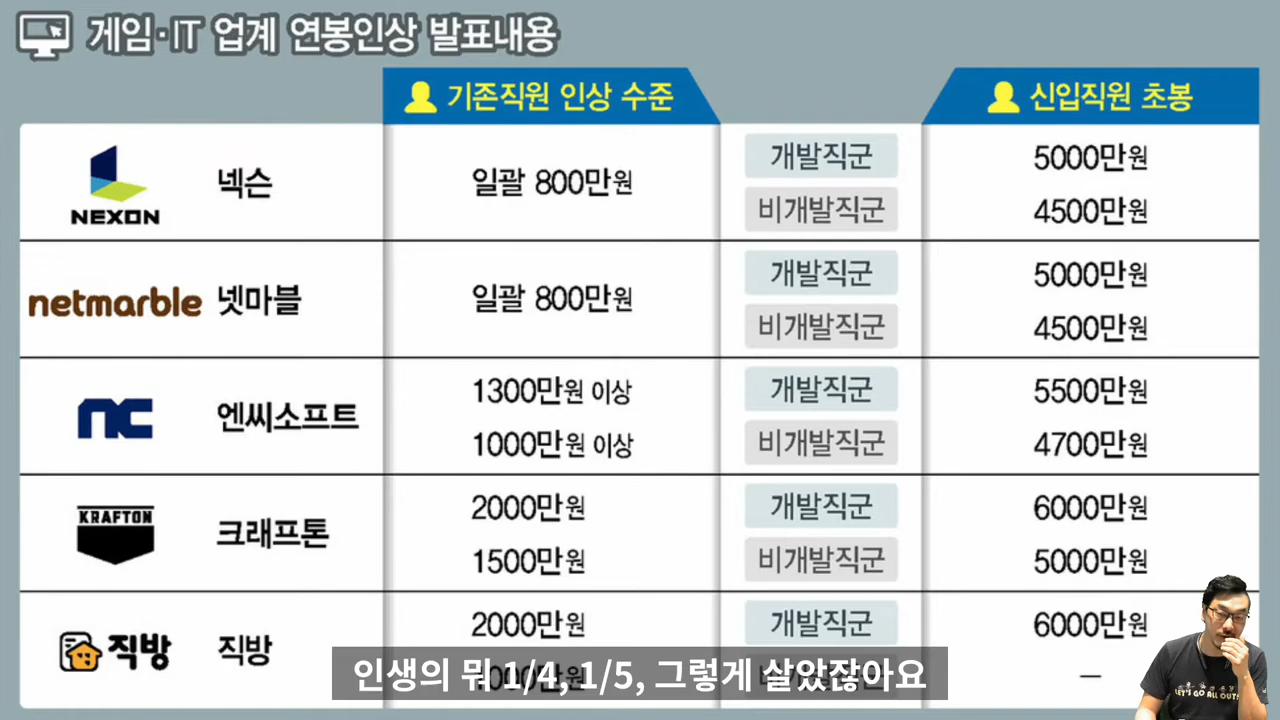 게임·IT 업계 연봉인상 발표내용
기존직원 인상 수준
신입직원 초봉
NEXON 넥슨
일괄 800만원
개발직군 5000만원
비개발직군 4500만원
netmarble 넷마블
일괄 800만원
개발직군 5000만원
비개발직군 4500만원
nc 엔씨소프트
1300만원 이상 개발직군 5500만원
1000만원 이상 비개발직군 4700만원
KRAFTON 크래프톤
2000만원 개발직군 6000만원
1500만원 비개발직군 5000만원
직방 직방
2000만원 개발직군 6000만원
–
인생의 뭐 1/4, 1/5, 그렇게 살았잖아요
LET'S GO ALL OUT!